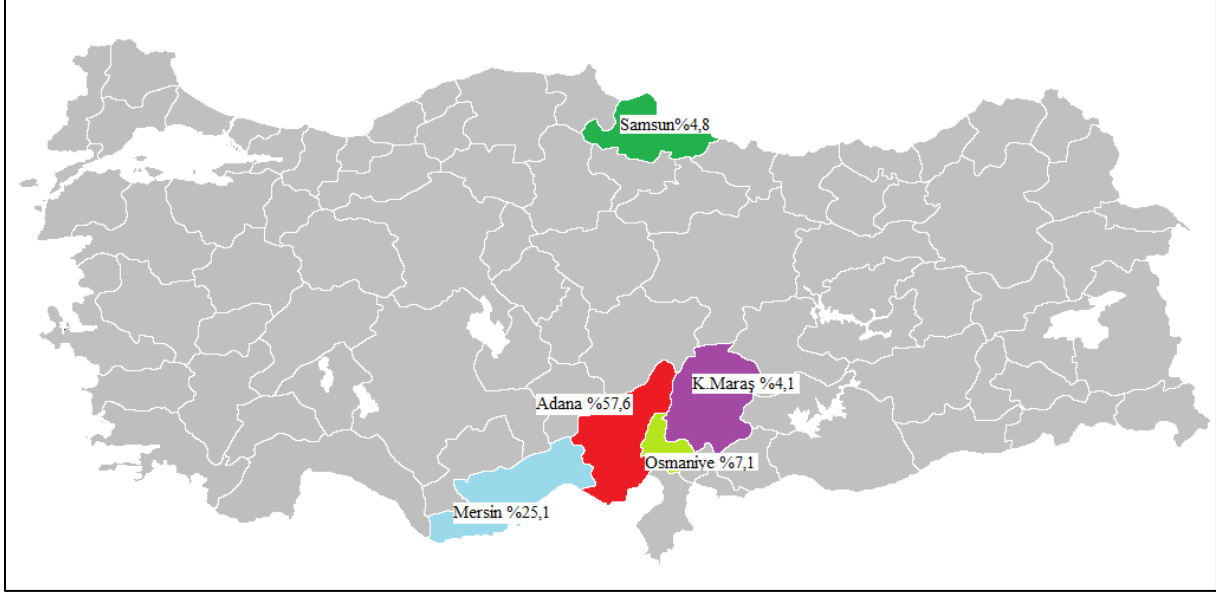 Samsun%4,8
K.Maraş %4,1
Adana %57,6
Osmaniye %7,1
Mersin %25,1